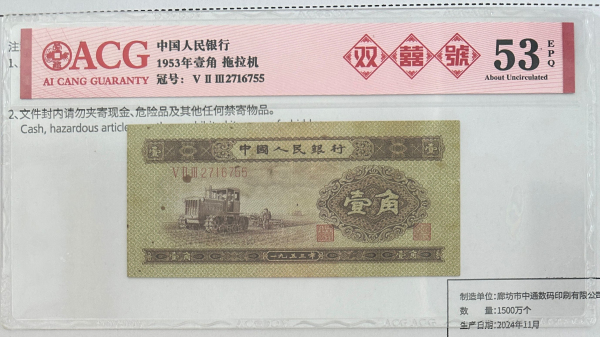 ACG
AI CANG GUARANTY
中国人民银行
1953年壹角 拖拉机
冠号: V II III 2716755
双囍號
53 EPQ
About Uncirculated
注
1、
2、文件封内请勿夹寄现金、危险品及其他任何禁寄物品。
Cash, hazardous article
中國人民銀行
V II III 2716755
壹角
壹角
一九五三年
壹角
制造单位:廊坊市中通数码印刷有限公司
数 量:1500万个
生产日期:2024年11月
ACG ACG ACG